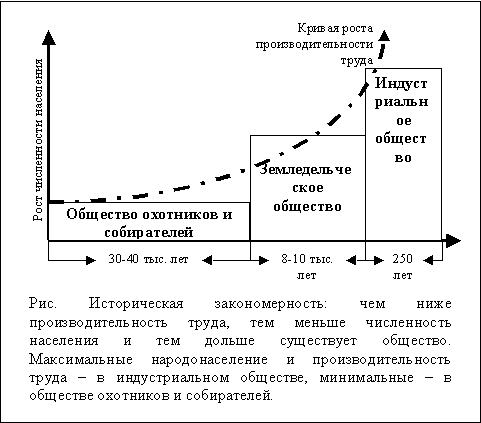 Кривая роста
производительности
труда
Рост численности населения
Индуст
риальн
ое
общест
во
Земледельче
ское
общество
Общество охотников и
собирателей
30-40 тыс. лет
8-10 тыс.
лет
250
лет
Рис. Историческая закономерность: чем ниже
производительность труда, тем меньше численность
населения и тем дольше существует общество.
Максимальные народонаселение и производительность
труда – в индустриальном обществе, минимальные – в
обществе охотников и собирателей.